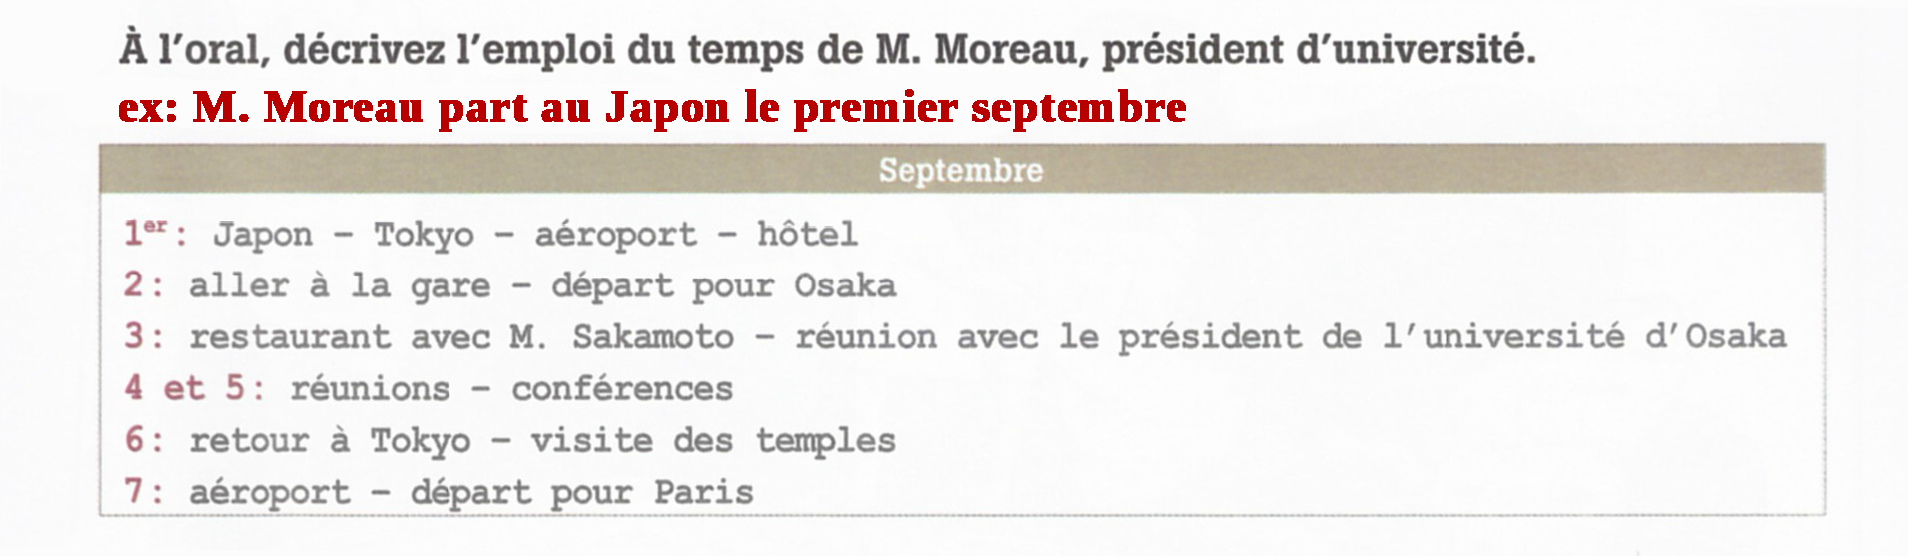 À l'oral, décrivez l'emploi du temps de M. Moreau, président d'université.
ex: M. Moreau part au Japon le premier septembre
Septembre
1er: Japon – Tokyo – aéroport – hôtel
2: aller à la gare – départ pour Osaka
3: restaurant avec M. Sakamoto – réunion avec le président de l'université d'Osaka
4 et 5: réunions – conférences
6: retour à Tokyo – visite des temples
7: aéroport – départ pour Paris